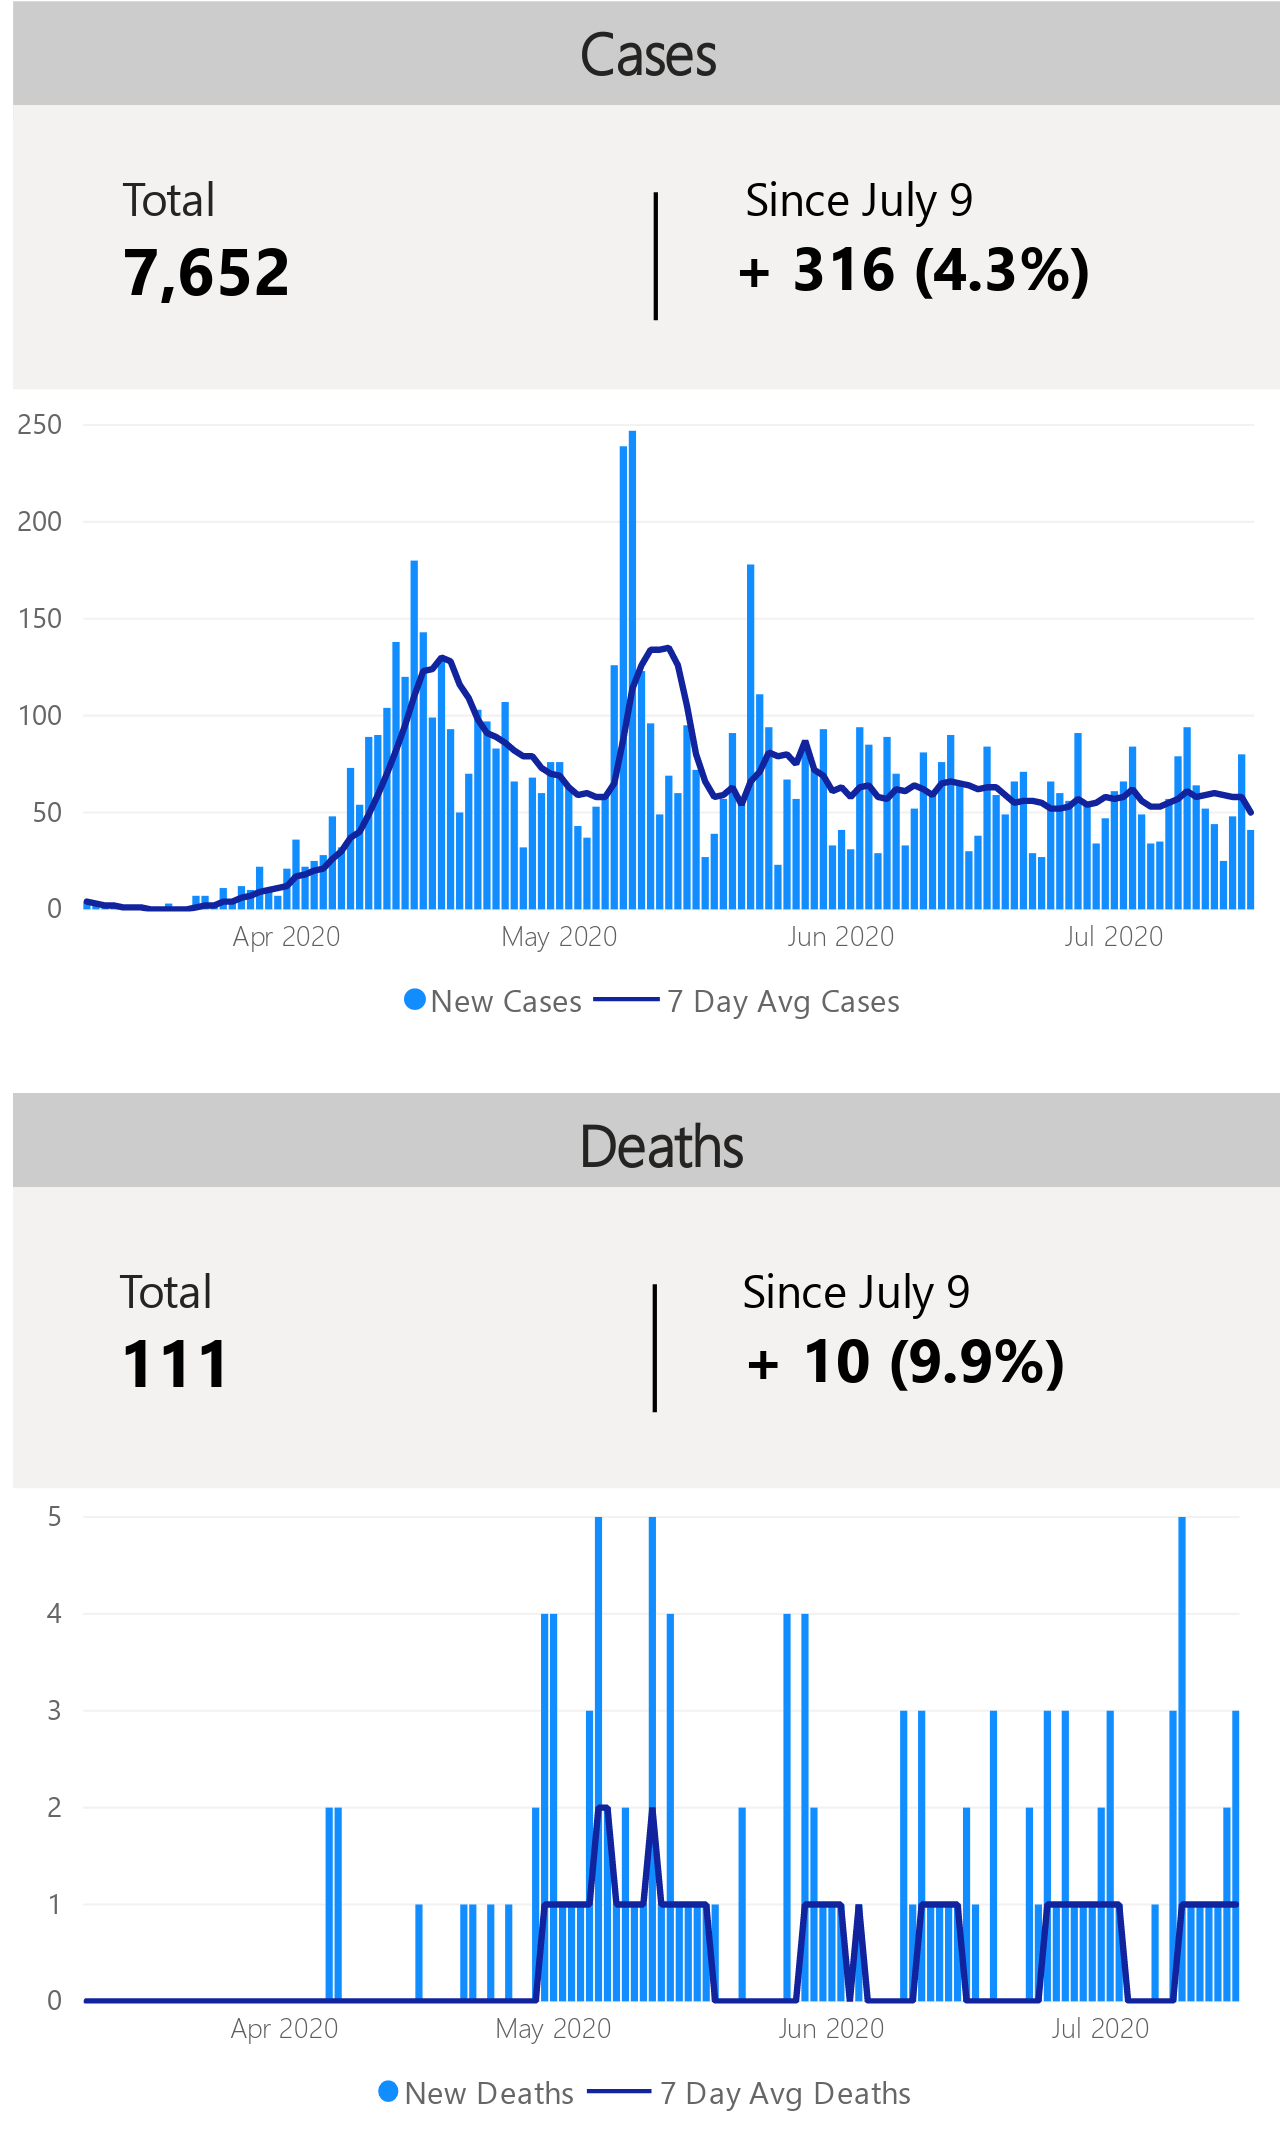 Cases
Total
Since July 9
7,652
+ 316 (4.3%)
250
200
150
100
50
0
Apr 2020
May 2020
Jun 2020
Jul 2020
New Cases
7 Day Avg Cases
Deaths
Total
Since July 9
111
+ 10 (9.9%)
5
4
3
2
1
0
Apr 2020
May 2020
Jun 2020
Jul 2020
New Deaths
7 Day Avg Deaths